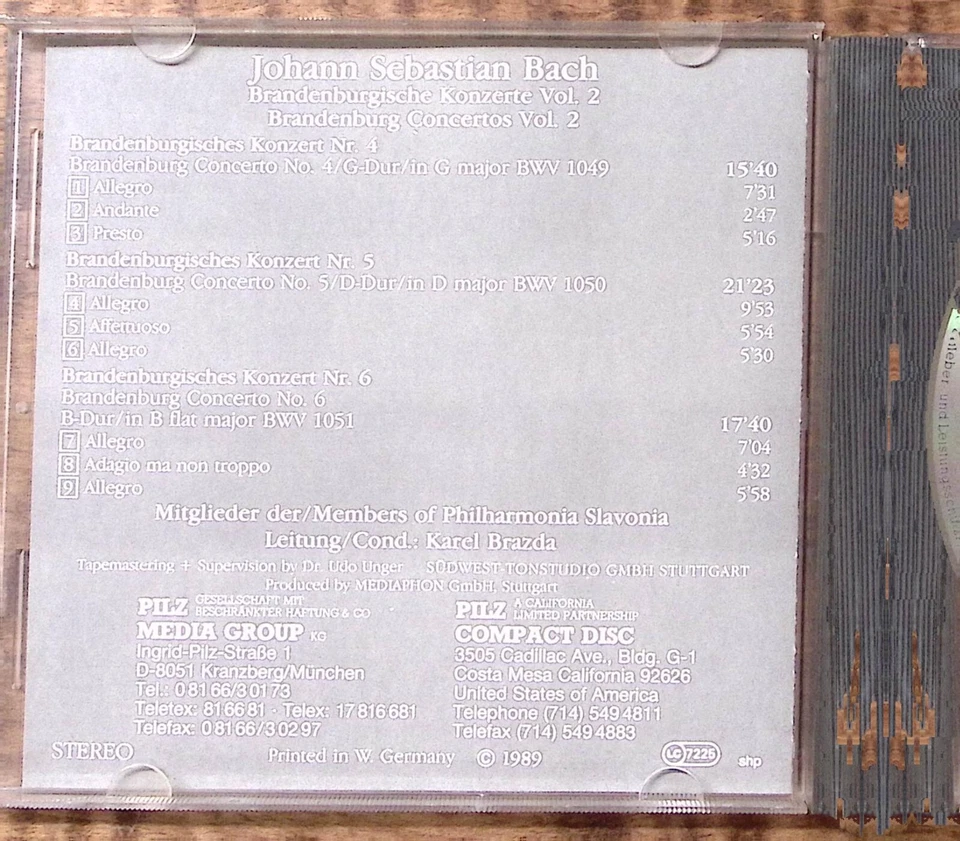 Johann Sebastian Bach
Brandenburgische Konzerte Vol. 2
Brandenburg Concertos Vol. 2
Brandenburgisches Konzert Nr. 4
Brandenburg Concerto No. 4/G-Dur/in G major BWV 1049 15'40
1 Allegro 7'31
2 Andante 2'47
3 Presto 5'16
Brandenburgisches Konzert Nr. 5
Brandenburg Concerto No. 5/D-Dur/in D major BWV 1050 21'23
4 Allegro 9'53
5 Affettuoso 5'54
6 Allegro 5'30
Brandenburgisches Konzert Nr. 6
Brandenburg Concerto No. 6
B-Dur/in B flat major BWV 1051 17'40
7 Allegro 7'04
8 Adagio ma non troppo 4'32
9 Allegro 5'58
Mitglieder der/Members of Philharmonia Slavonia
Leitung/Cond.: Karel Brazda
Tapemastering + Supervision by Dr. Udo Unger SÜDWEST-TONSTUDIO GMBH STUTTGART
Produced by MEDIAPHON GmbH, Stuttgart
PILZ GESELLSCHAFT MIT BESCHRÄNKTER HAFTUNG & CO
MEDIA GROUP KG
Ingrid-Pilz-Straße 1
D-8051 Kranzberg/München
Tel.: 0 81 66/3 01 73
Teletex: 81 66 81 · Telex: 17 816 681
Telefax: 0 81 66/3 02 97
PILZ A CALIFORNIA LIMITED PARTNERSHIP
COMPACT DISC
3505 Cadillac Ave., Bldg. G-1
Costa Mesa California 92626
United States of America
Telephone (714) 549 4811
Telefax (714) 549 4883
STEREO Printed in W. Germany © 1989 LC 7225 shp
und